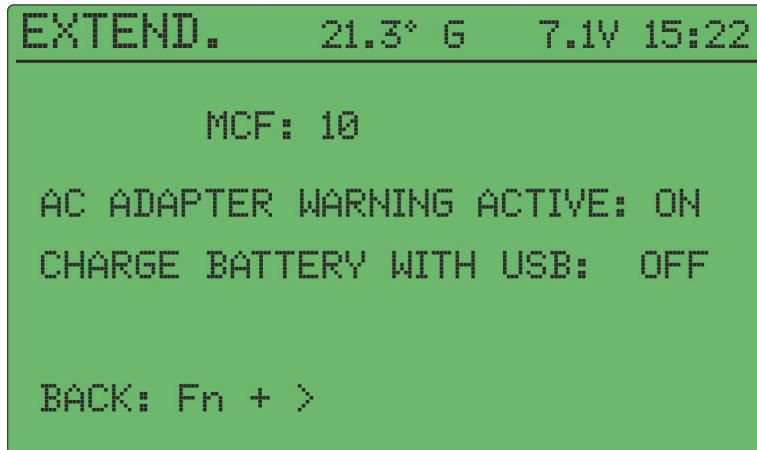 EXTEND. 21.3° G 7.1V 15:22
MCF: 10
AC ADAPTER WARNING ACTIVE: ON
CHARGE BATTERY WITH USB: OFF
BACK: Fn + >